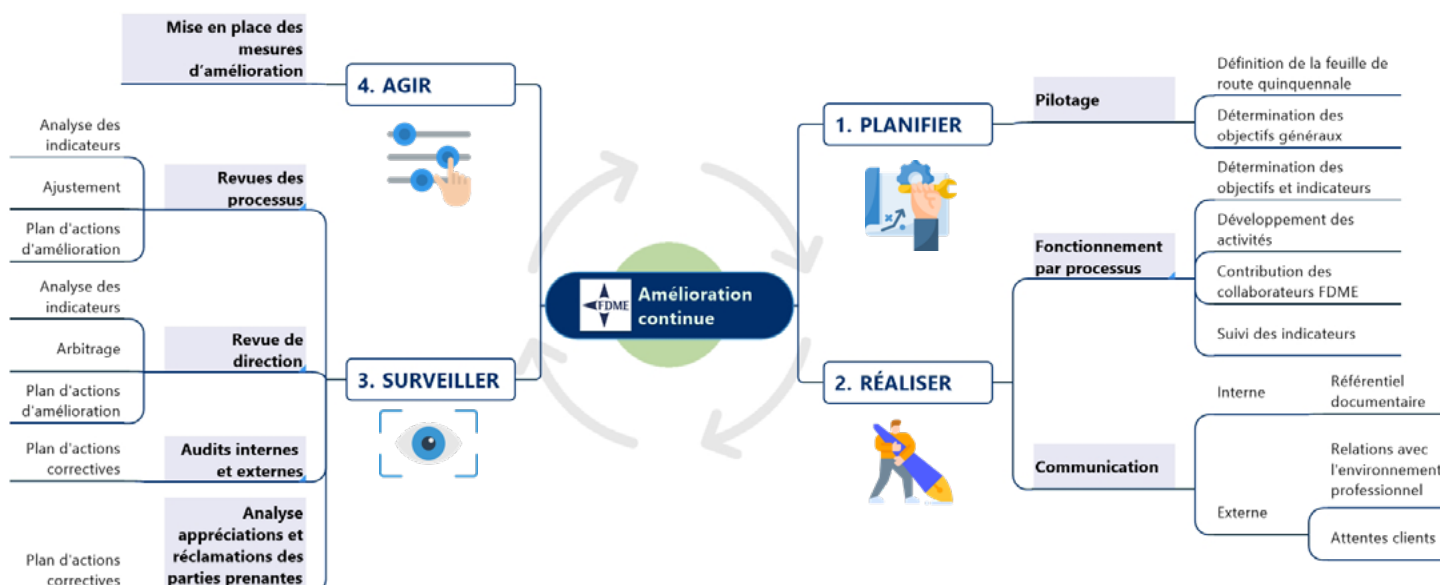 Mise en place des
mesures
d'amélioration
4. AGIR
Analyse des
indicateurs
Ajustement
Plan d'actions
d'amélioration
Revues des
processus
Analyse des
indicateurs
Arbitrage
Plan d'actions
d'amélioration
Revue de
direction
3. SURVEILLER
Plan d'actions
correctives
Audits internes
et externes
Plan d'actions
correctives
Analyse
appréciations et
réclamations des
parties prenantes
FDME
Amélioration
continue
1. PLANIFIER
Pilotage
Définition de la feuille de
route quinquennale
Détermination des
objectifs généraux
2. RÉALISER
Fonctionnement
par processus
Détermination des
objectifs et indicateurs
Développement des
activités
Contribution des
collaborateurs FDME
Suivi des indicateurs
Communication
Interne
Référentiel
documentaire
Externe
Relations avec
l'environnement
professionnel
Attentes clients